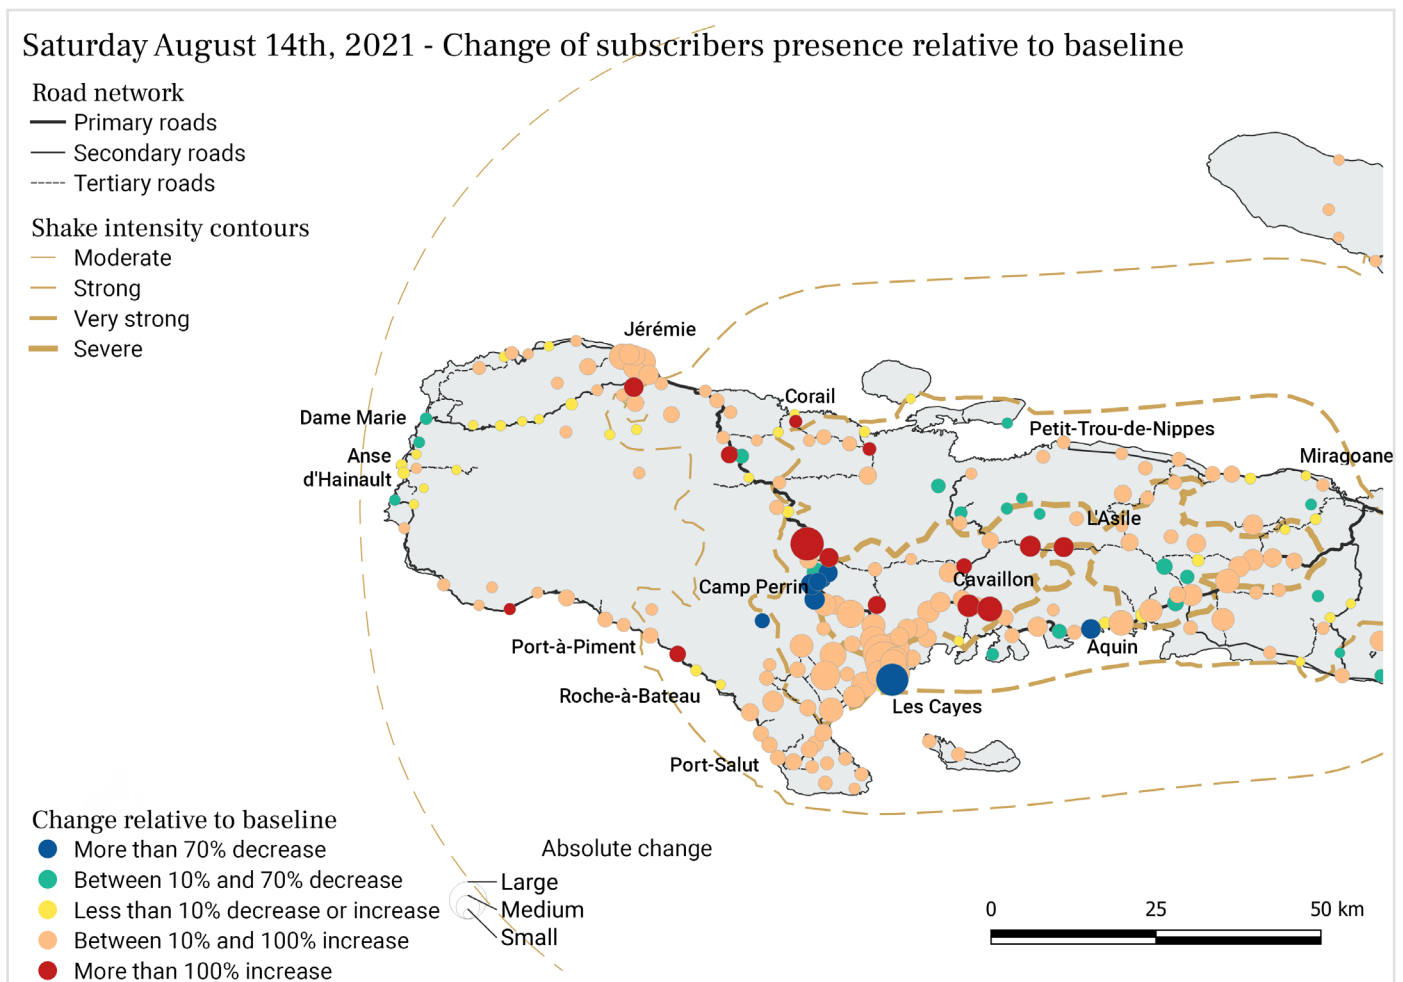 Saturday August 14th, 2021 - Change of subscribers presence relative to baseline
Road network
Primary roads
Secondary roads
Tertiary roads
Shake intensity contours
Moderate
Strong
Very strong
Severe
Jérémie
Corail
Dame Marie
Petit-Trou-de-Nippes
Anse
d'Hainault
Miragoane
L'Asile
Camp Perrin
Cavaillon
Port-à-Piment
Aquin
Roche-à-Bateau
Les Cayes
Port-Salut
Change relative to baseline
More than 70% decrease
Between 10% and 70% decrease
Less than 10% decrease or increase
Between 10% and 100% increase
More than 100% increase
Absolute change
Large
Medium
Small
0 25 50 km